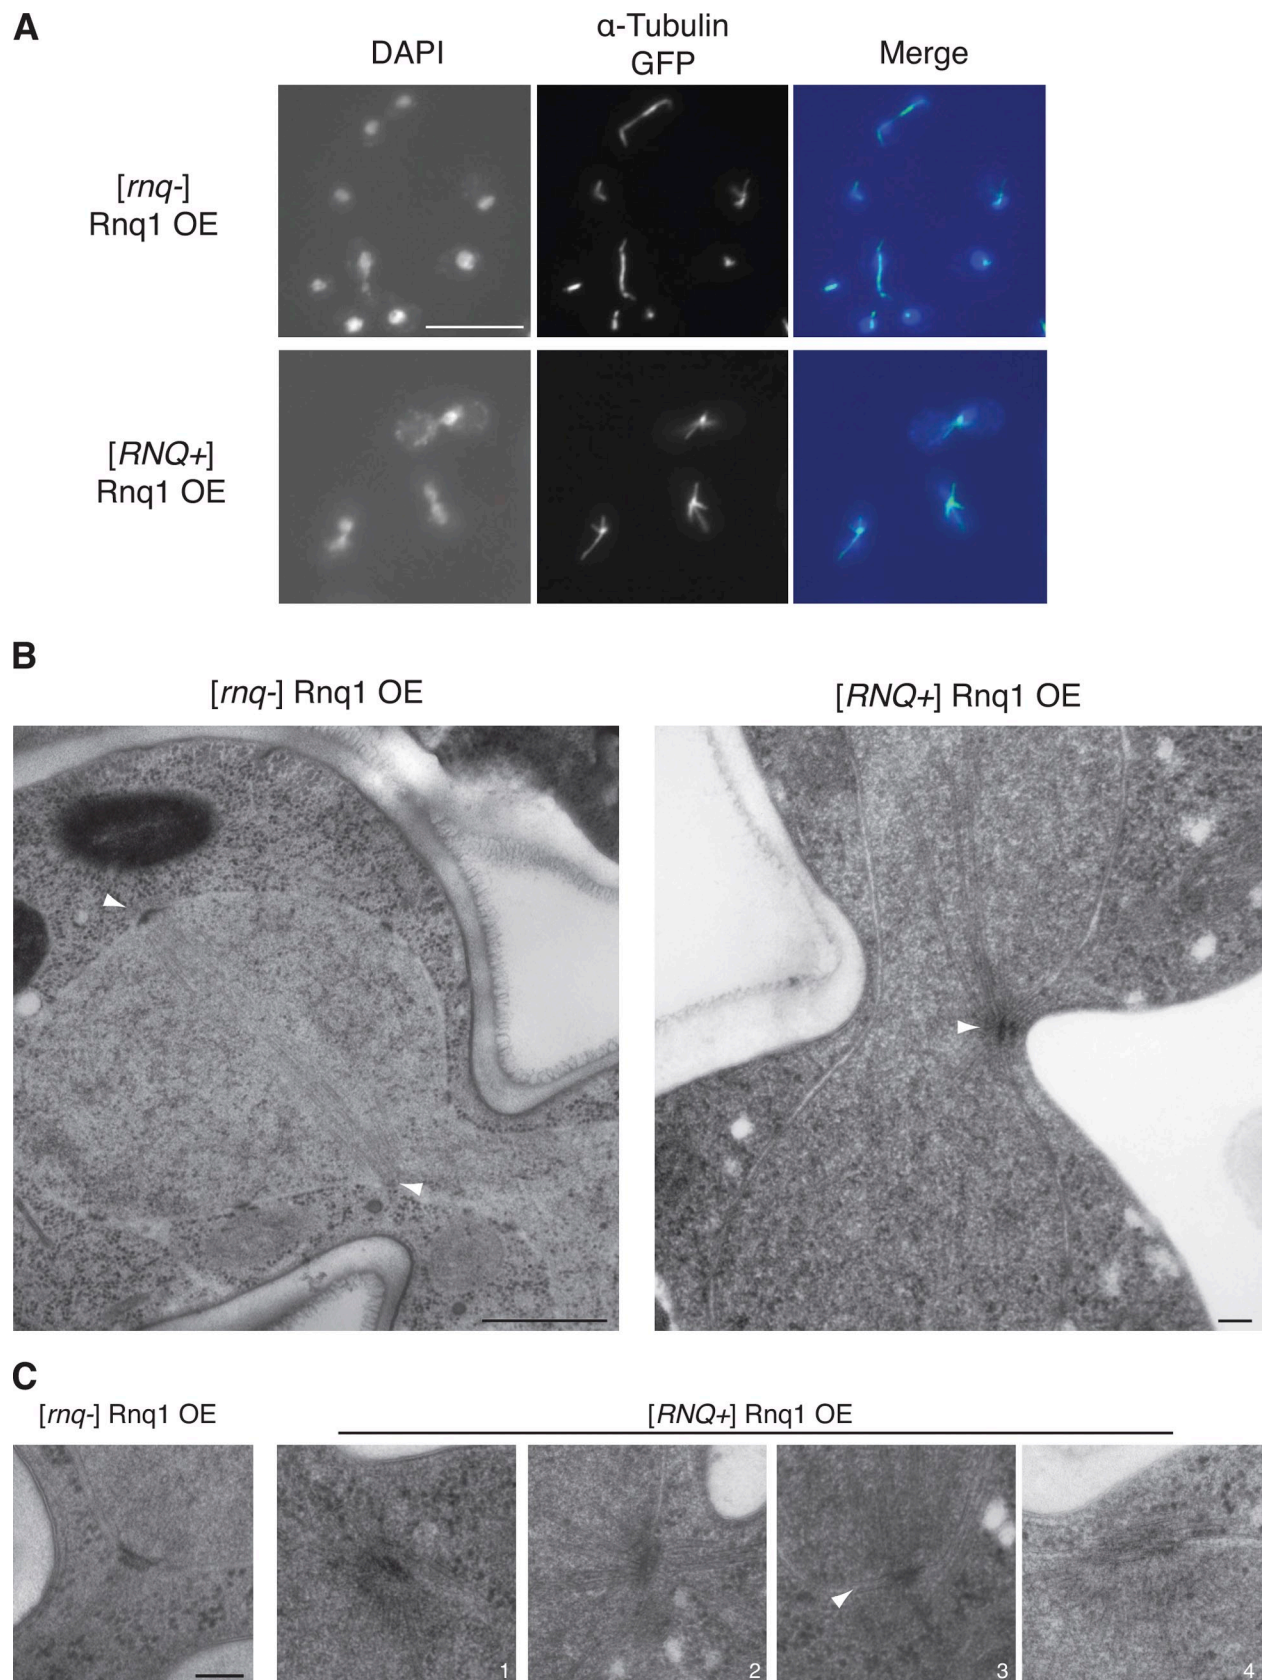 A
DAPI
α-Tubulin
GFP
Merge
[rnq-]
Rnq1 OE
[RNQ+]
Rnq1 OE
B
[rnq-] Rnq1 OE
[RNQ+] Rnq1 OE
C
[rnq-] Rnq1 OE
[RNQ+] Rnq1 OE
1
2
3
4